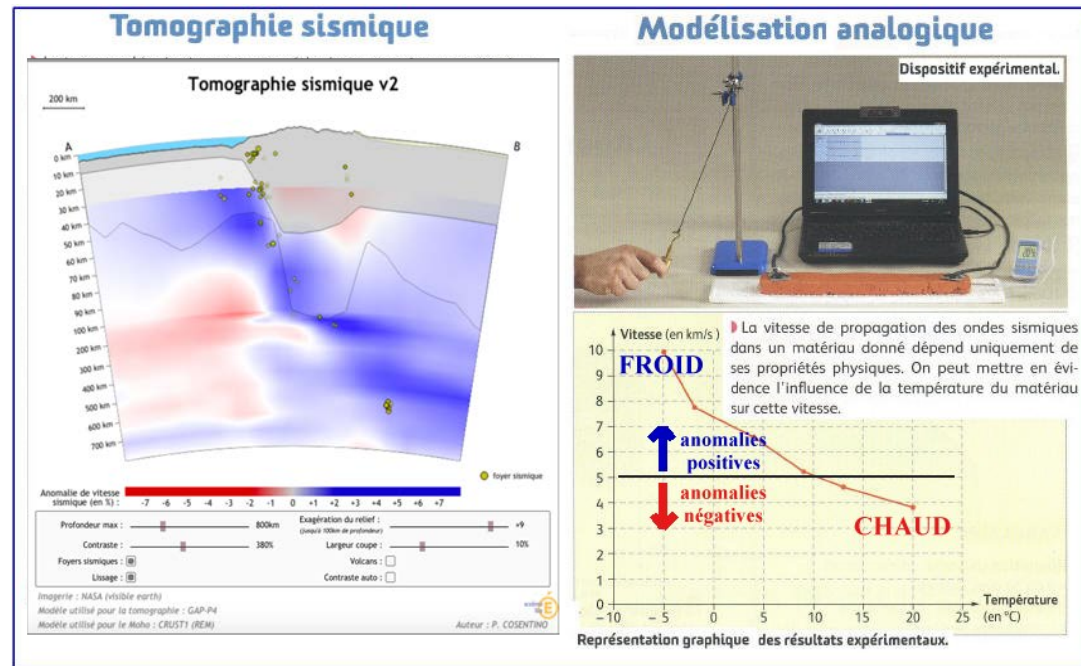 Tomographie sismique
Tomographie sismique v2
200 km
A
B
0 km
10 km
20 km
30 km
40 km
50 km
60 km
70 km
80 km
90 km
100 km
200 km
300 km
400 km
500 km
600 km
700 km
foyer sismique
Anomalie de vitesse
sismique (en %) :
-7 -6 -5 -4 -3 -2 -1 0 +1 +2 +3 +4 +5 +6 +7
Profondeur max : 800km
Exagération du relief : ×9
(jusqu'à 100km de profondeur)
Contraste : 380%
Largeur coupe : 10%
Foyers sismiques :
Volcans :
Lissage :
Contraste auto :
Imagerie : NASA (visible earth)
Modèle utilisé pour la tomographie : GAP-P4
Modèle utilisé pour le Moho : CRUST1 (REM)
Auteur : P. COSENTINO
Modélisation analogique
Dispositif expérimental.
Vitesse (en km/s)
La vitesse de propagation des ondes sismiques
dans un matériau donné dépend uniquement de
ses propriétés physiques. On peut mettre en évi-
dence l'influence de la température du matériau
sur cette vitesse.
10
9
8
7
6
5
4
3
2
1
0
FROID
anomalies
positives
anomalies
négatives
CHAUD
-10 -5 0 5 10 15 20 25
Température
(en °C)
Représentation graphique des résultats expérimentaux.